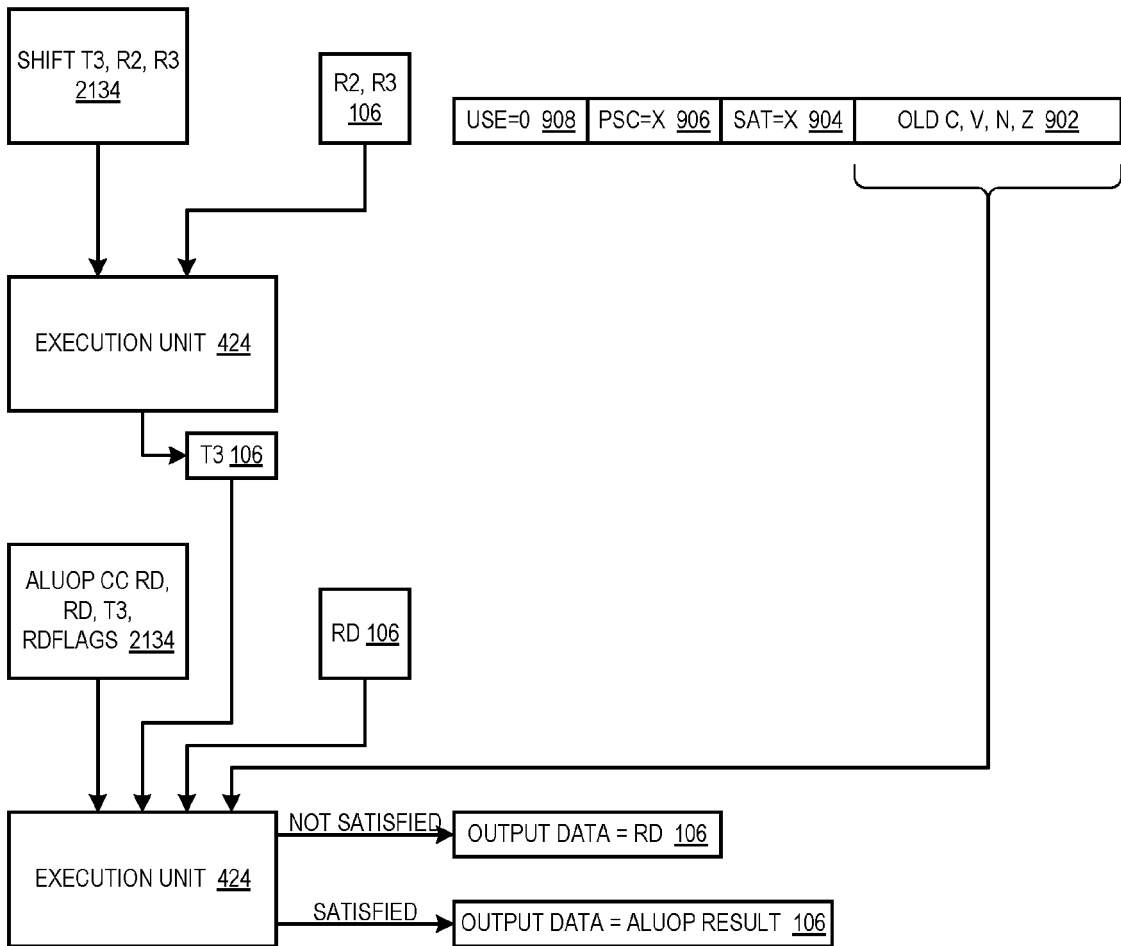 SHIFT T3, R2, R3
2134
R2, R3
106
USE=0 908 PSC=X 906 SAT=X 904 OLD C, V, N, Z 902
EXECUTION UNIT 424
T3 106
ALUOP CC RD,
RD, T3,
RDFLAGS 2134
RD 106
EXECUTION UNIT 424
NOT SATISFIED
OUTPUT DATA = RD 106
SATISFIED
OUTPUT DATA = ALUOP RESULT 106